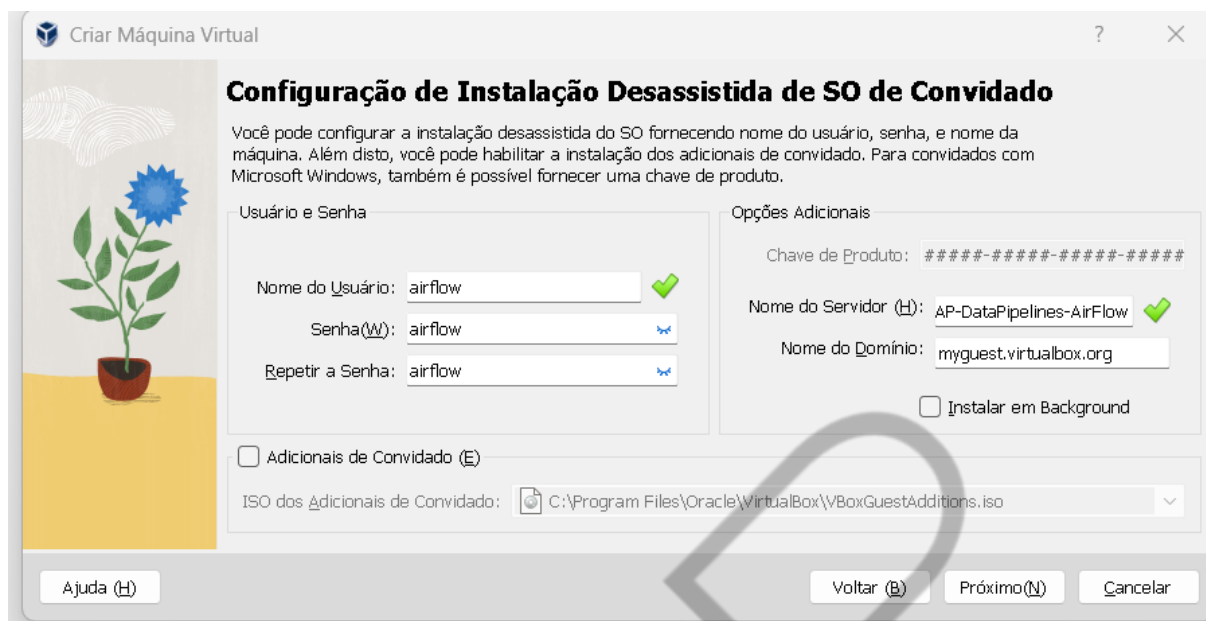 Criar Máquina Virtual
?
Configuração de Instalação Desassistida de SO de Convidado
Você pode configurar a instalação desassistida do SO fornecendo nome do usuário, senha, e nome da
máquina. Além disto, você pode habilitar a instalação dos adicionais de convidado. Para convidados com
Microsoft Windows, também é possível fornecer uma chave de produto.
Usuário e Senha
Nome do Usuário: airflow
Senha(W): airflow
Repetir a Senha: airflow
Opções Adicionais
Chave de Produto: #####-#####-#####-#####
Nome do Servidor (H): AP-DataPipelines-AirFlow
Nome do Domínio: myguest.virtualbox.org
Instalar em Background
Adicionais de Convidado (E)
ISO dos Adicionais de Convidado: C:\Program Files\Oracle\VirtualBox\VBoxGuestAdditions.iso
Ajuda (H)
Voltar (B)
Próximo(N)
Cancelar